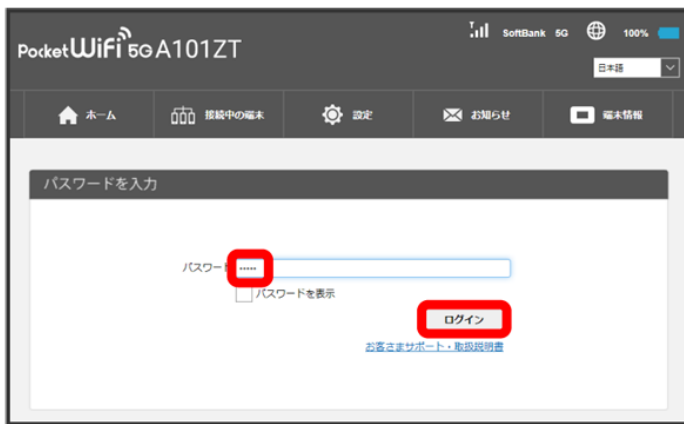 SoftBank 5G 100%
Pocket WiFi 5G A101ZT
日本語
ホーム 接続中の端末 設定 お知らせ 端末情報
パスワードを入力
パスワード •••••
パスワードを表示
ログイン
お客さまサポート・取扱説明書